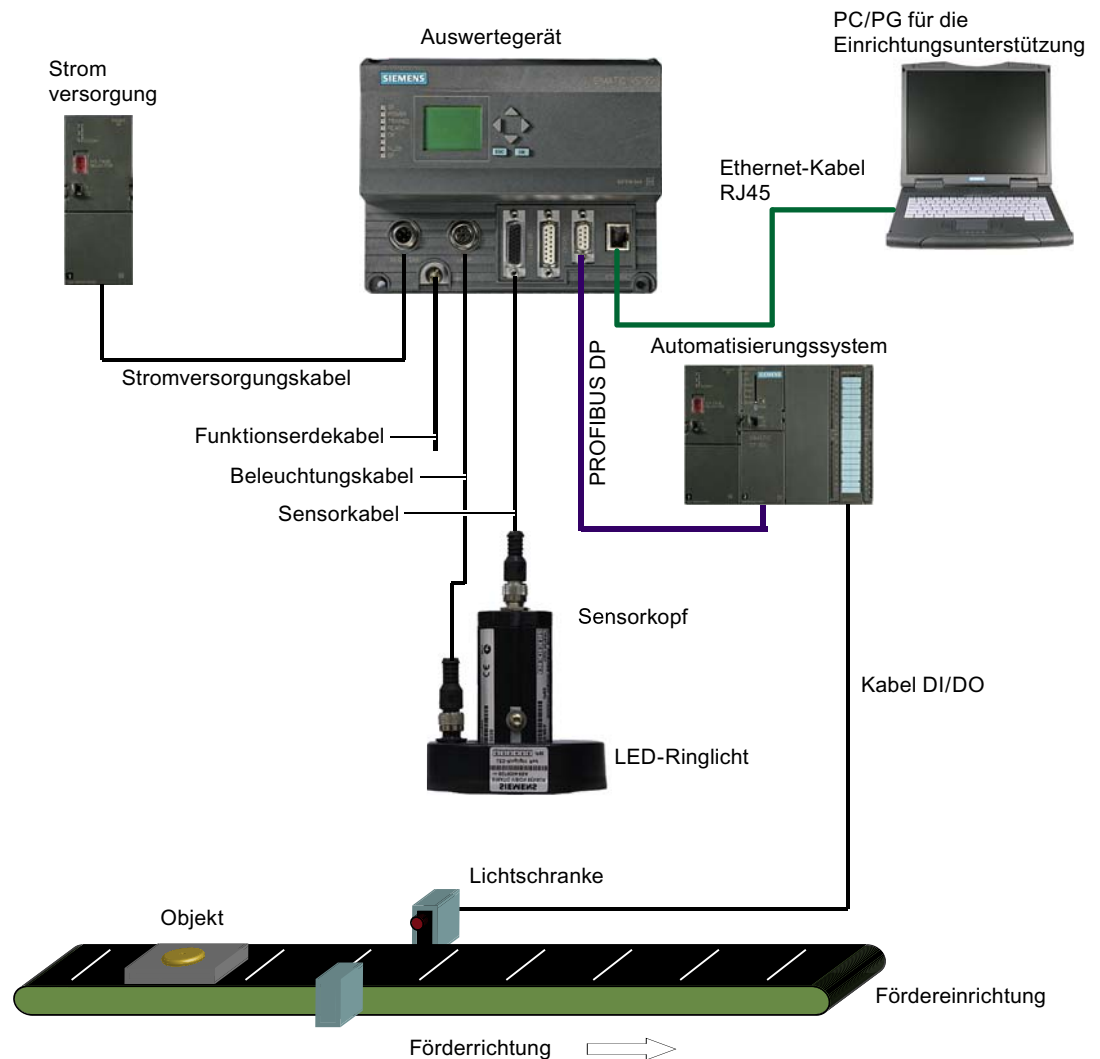 PC/PG für die
Einrichtungsunterstützung
Auswertegerät
Strom
versorgung
SIEMENS
Ethernet-Kabel
RJ45
Automatisierungssystem
Stromversorgungskabel
PROFIBUS DP
Funktionserdekabel
Beleuchtungskabel
Sensorkabel
Sensorkopf
Kabel DI/DO
LED-Ringlicht
SIEMENS
Lichtschranke
Objekt
Fördereinrichtung
Förderrichtung